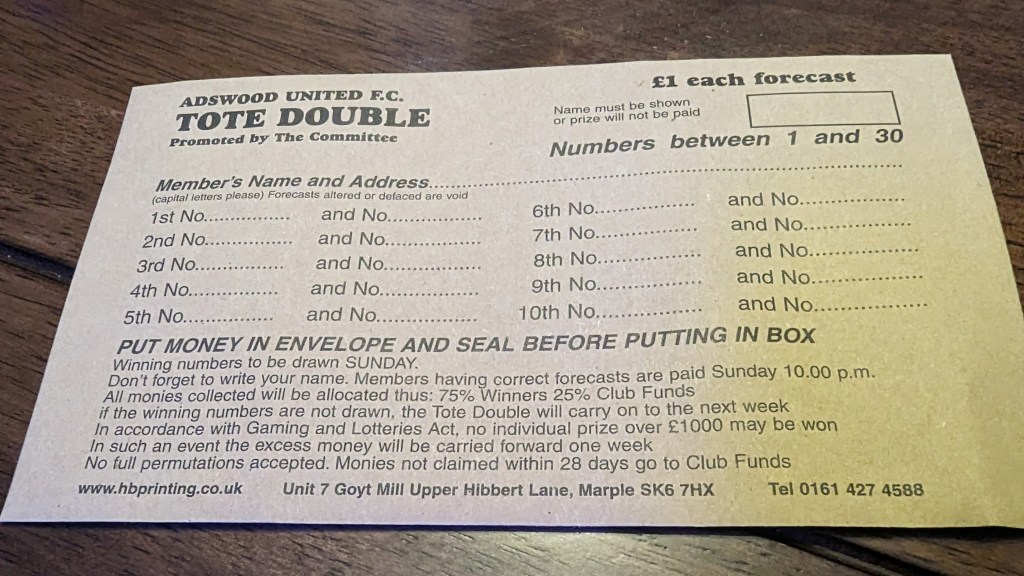 ADSWOOD UNITED F.C.
TOTE DOUBLE
Promoted by The Committee
£1 each forecast
Name must be shown
or prize will not be paid
Numbers between 1 and 30
Member's Name and Address......................................................................
(capital letters please) Forecasts altered or defaced are void
1st No............... and No................. 6th No.................. and No...................
2nd No................ and No................. 7th No.................. and No...................
3rd No................ and No................. 8th No.................. and No...................
4th No................ and No................. 9th No.................. and No...................
5th No................ and No................. 10th No.................. and No...................
PUT MONEY IN ENVELOPE AND SEAL BEFORE PUTTING IN BOX
Winning numbers to be drawn SUNDAY.
Don't forget to write your name. Members having correct forecasts are paid Sunday 10.00 p.m.
All monies collected will be allocated thus: 75% Winners 25% Club Funds
if the winning numbers are not drawn, the Tote Double will carry on to the next week
In accordance with Gaming and Lotteries Act, no individual prize over £1000 may be won
In such an event the excess money will be carried forward one week
No full permutations accepted. Monies not claimed within 28 days go to Club Funds
www.hbprinting.co.uk Unit 7 Goyt Mill Upper Hibbert Lane, Marple SK6 7HX Tel 0161 427 4588